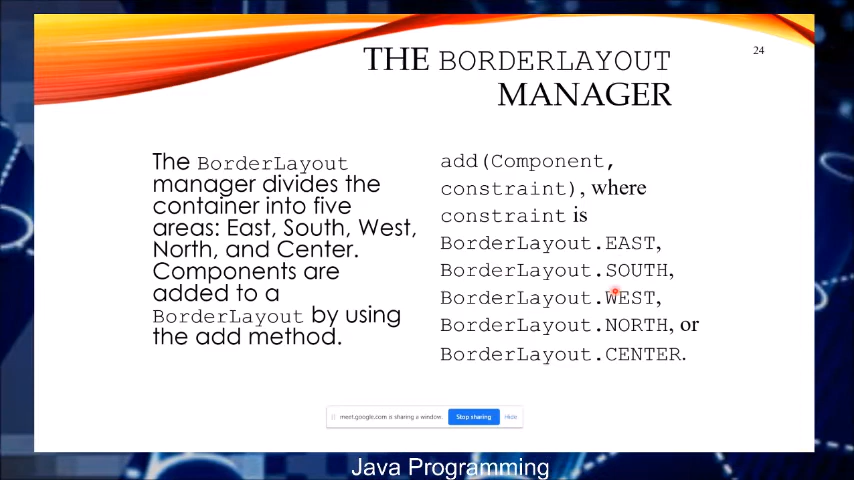 THE BORDERLAYOUT
MANAGER
24
The BorderLayout
manager divides the
container into five
areas: East, South, West,
North, and Center.
Components are
added to a
BorderLayout by using
the add method.
add(Component,
constraint), where
constraint is
BorderLayout.EAST,
BorderLayout.SOUTH,
BorderLayout.WEST,
BorderLayout.NORTH, or
BorderLayout.CENTER.
meet.google.com is sharing a window. Stop sharing Hide
Java Programming